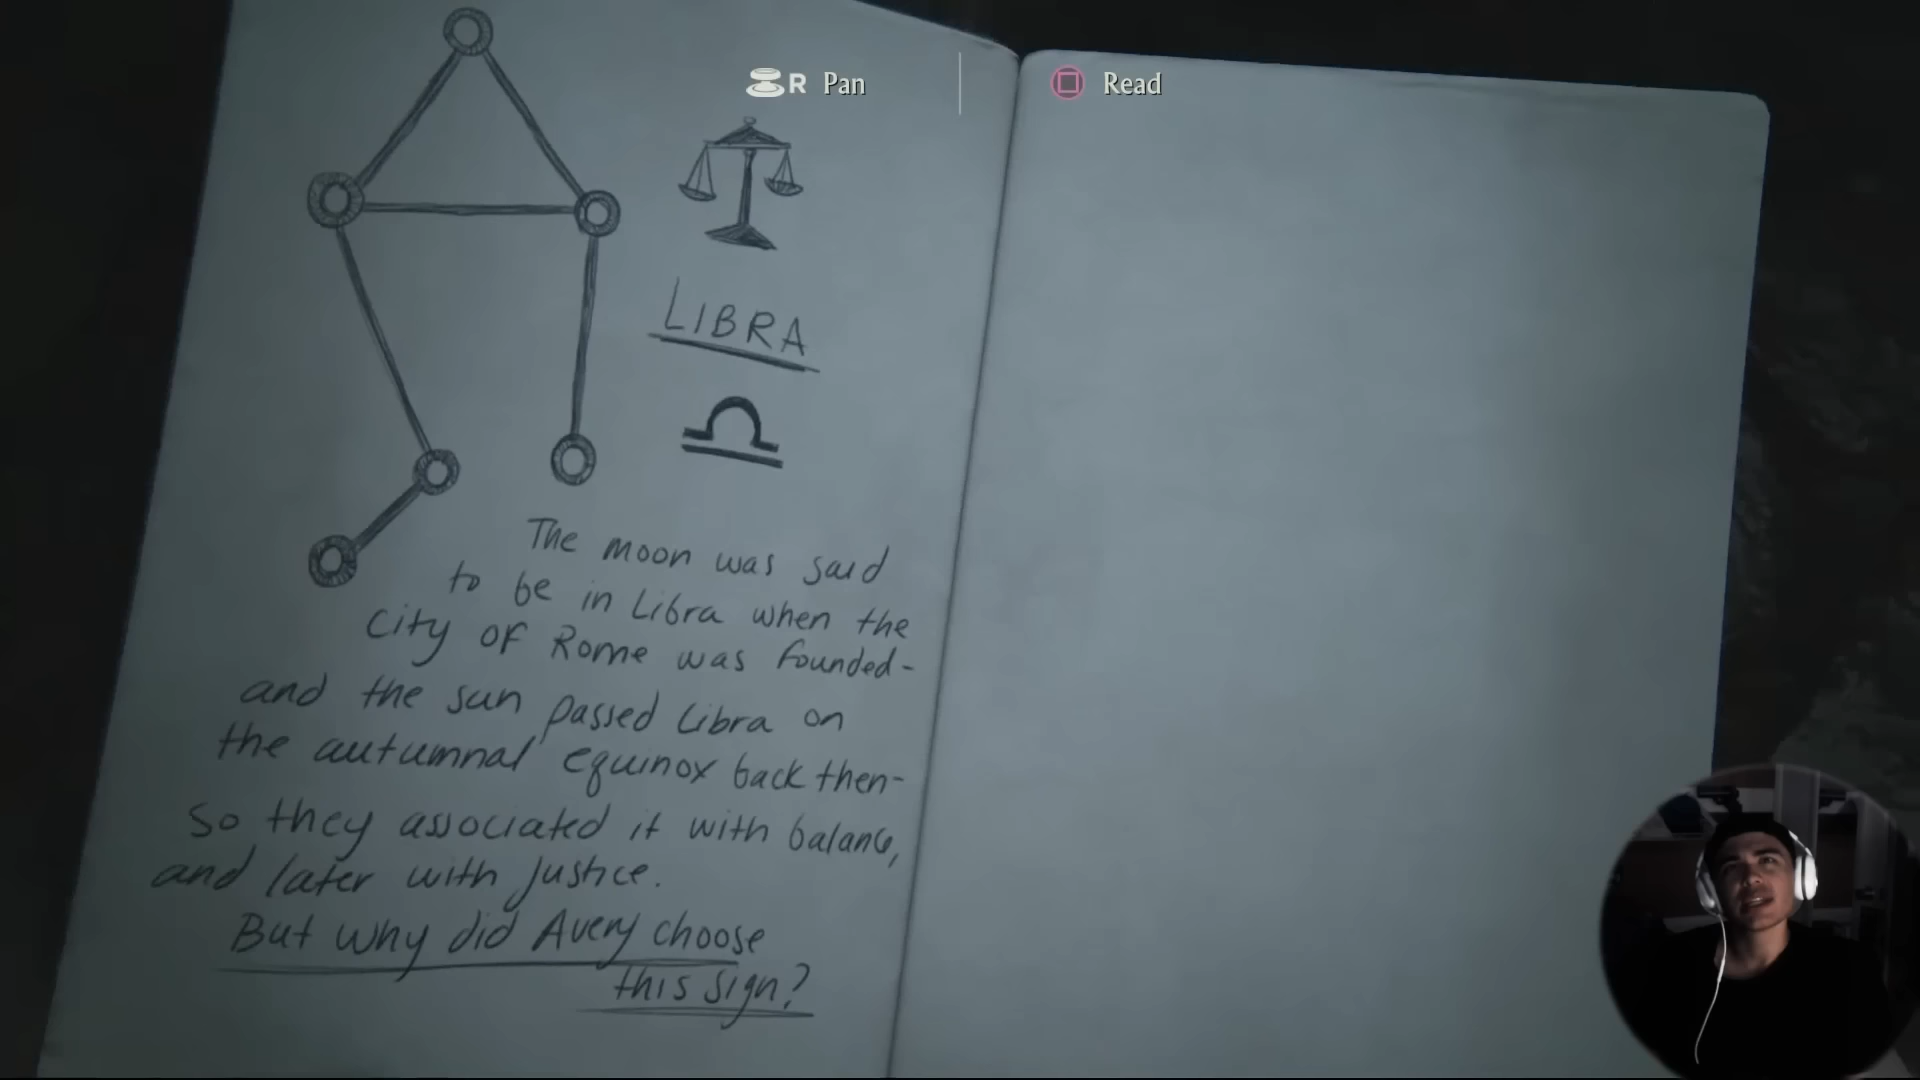 R Pan
Read
LIBRA
The moon was said
to be in Libra when the
city of Rome was founded-
and the sun passed Libra on
the autumnal equinox back then-
so they associated it with balance,
and later with justice.
But why did Avery choose
this sign?